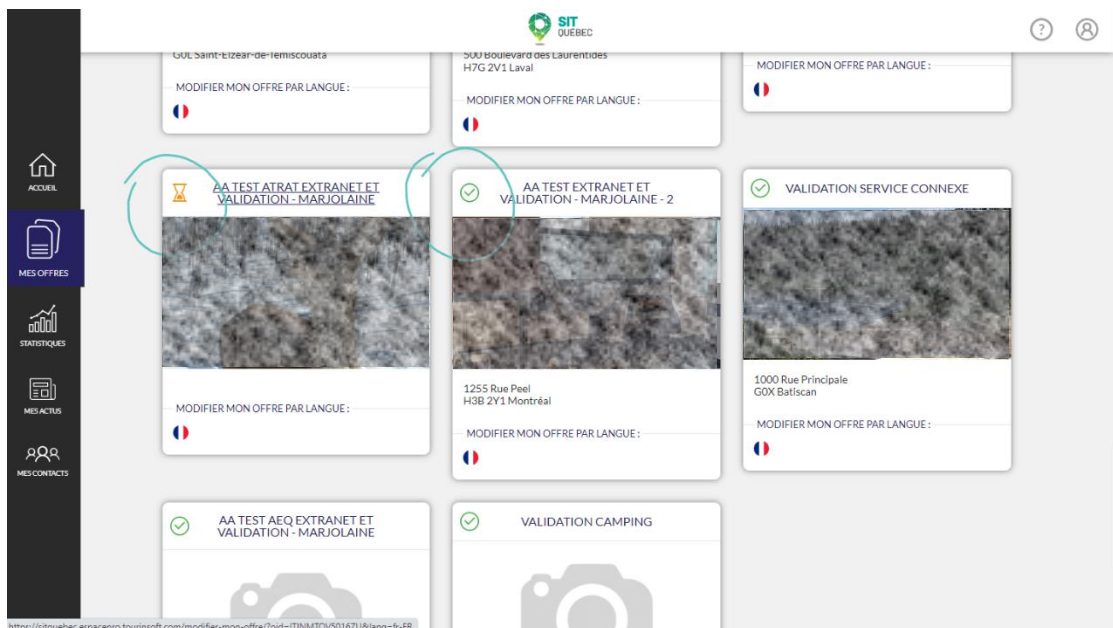 SIT
QUÉBEC
?
G0L Saint-Elzéar-de-Témiscouata
500 Boulevard des Laurentides
H7G 2V1 Laval
MODIFIER MON OFFRE PAR LANGUE :
MODIFIER MON OFFRE PAR LANGUE :
MODIFIER MON OFFRE PAR LANGUE :
ACCUEIL
MES OFFRES
STATISTIQUES
MES ACTUS
MES CONTACTS
AA TEST ATRAT EXTRANET ET
VALIDATION - MARJOLAINE
MODIFIER MON OFFRE PAR LANGUE :
AA TEST EXTRANET ET
VALIDATION - MARJOLAINE - 2
1255 Rue Peel
H3B 2Y1 Montréal
MODIFIER MON OFFRE PAR LANGUE :
VALIDATION SERVICE CONNEXE
1000 Rue Principale
G0X Batiscan
MODIFIER MON OFFRE PAR LANGUE :
AA TEST AEQ EXTRANET ET
VALIDATION - MARJOLAINE
VALIDATION CAMPING